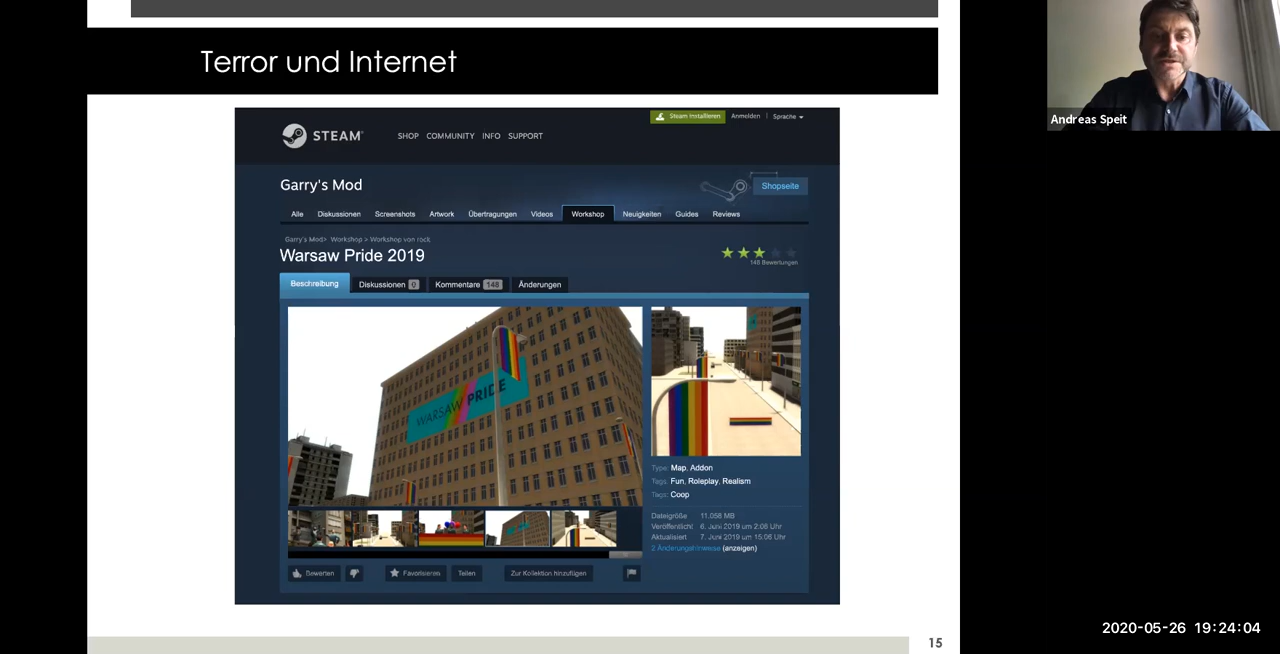 Terror und Internet
Steam installieren Anmelden | Sprache
STEAM
SHOP COMMUNITY INFO SUPPORT
Garry's Mod
Shopseite
Alle Diskussionen Screenshots Artwork Übertragungen Videos Workshop Neuigkeiten Guides Reviews
Garry's Mod> Workshop > Workshop von rock
Warsaw Pride 2019
148 Bewertungen
Beschreibung Diskussionen 0 Kommentare 148 Änderungen
WARSAW PRIDE
Type: Map, Addon
Tags: Fun, Roleplay, Realism
Tags: Coop
Dateigröße 11.056 MB
Veröffentlicht 6. Juni 2019 um 2:06 Uhr
Aktualisiert 7. Juni 2019 um 15:06 Uhr
2 Änderungshinweise (anzeigen)
Bewerten Favorisieren Teilen Zur Kollektion hinzufügen
15
Andreas Speit
2020-05-26 19:24:04